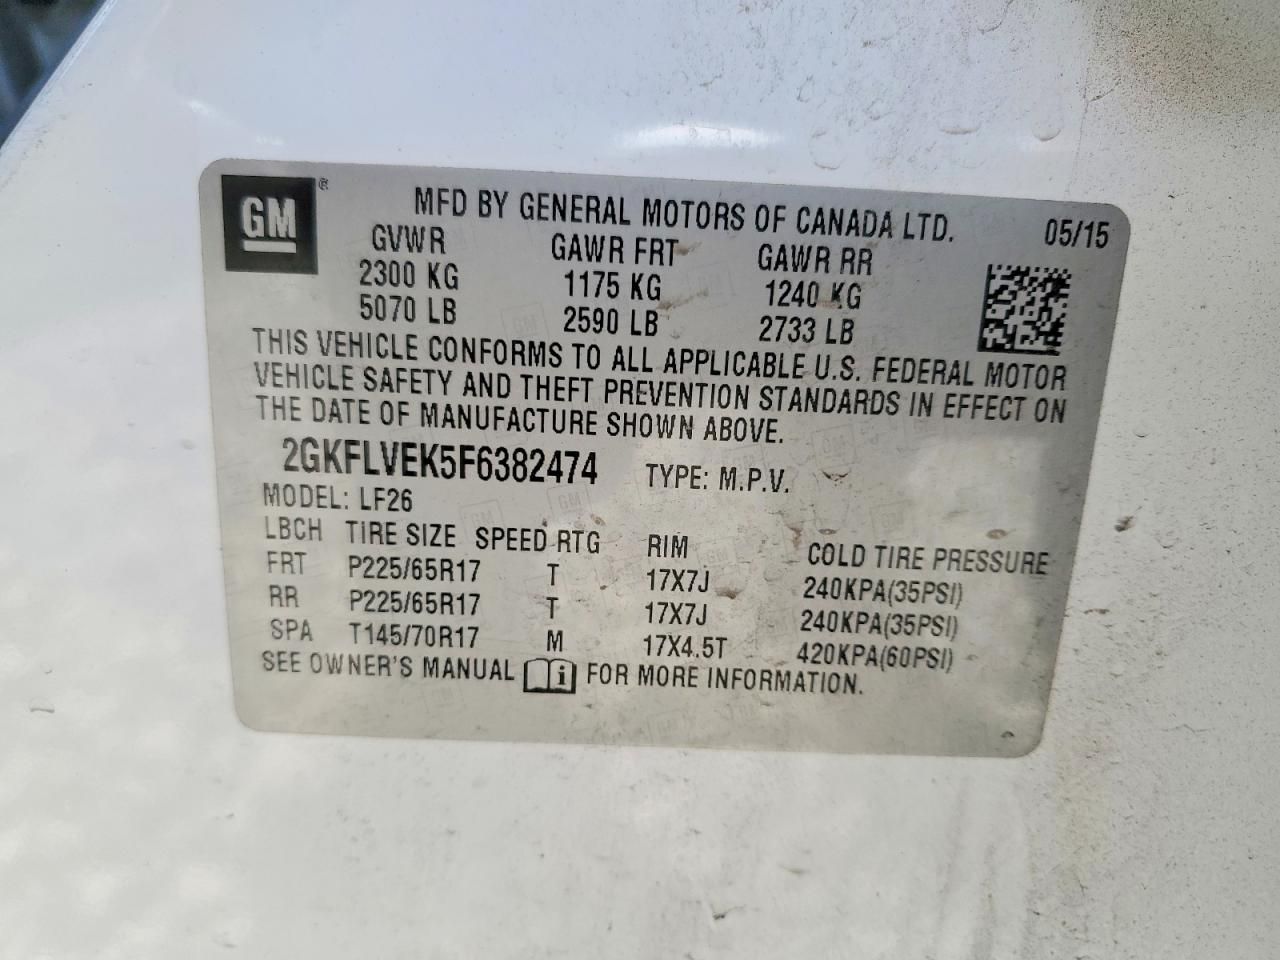 GM ®
MFD BY GENERAL MOTORS OF CANADA LTD. 05/15
GVWR GAWR FRT GAWR RR
2300 KG 1175 KG 1240 KG
5070 LB 2590 LB 2733 LB
THIS VEHICLE CONFORMS TO ALL APPLICABLE U.S. FEDERAL MOTOR
VEHICLE SAFETY AND THEFT PREVENTION STANDARDS IN EFFECT ON
THE DATE OF MANUFACTURE SHOWN ABOVE.
2GKFLVEK5F6382474 TYPE: M.P.V.
MODEL: LF26
LBCH TIRE SIZE SPEED RTG RIM COLD TIRE PRESSURE
FRT P225/65R17 T 17X7J 240KPA(35PSI)
RR P225/65R17 T 17X7J 240KPA(35PSI)
SPA T145/70R17 M 17X4.5T 420KPA(60PSI)
SEE OWNER'S MANUAL i FOR MORE INFORMATION.